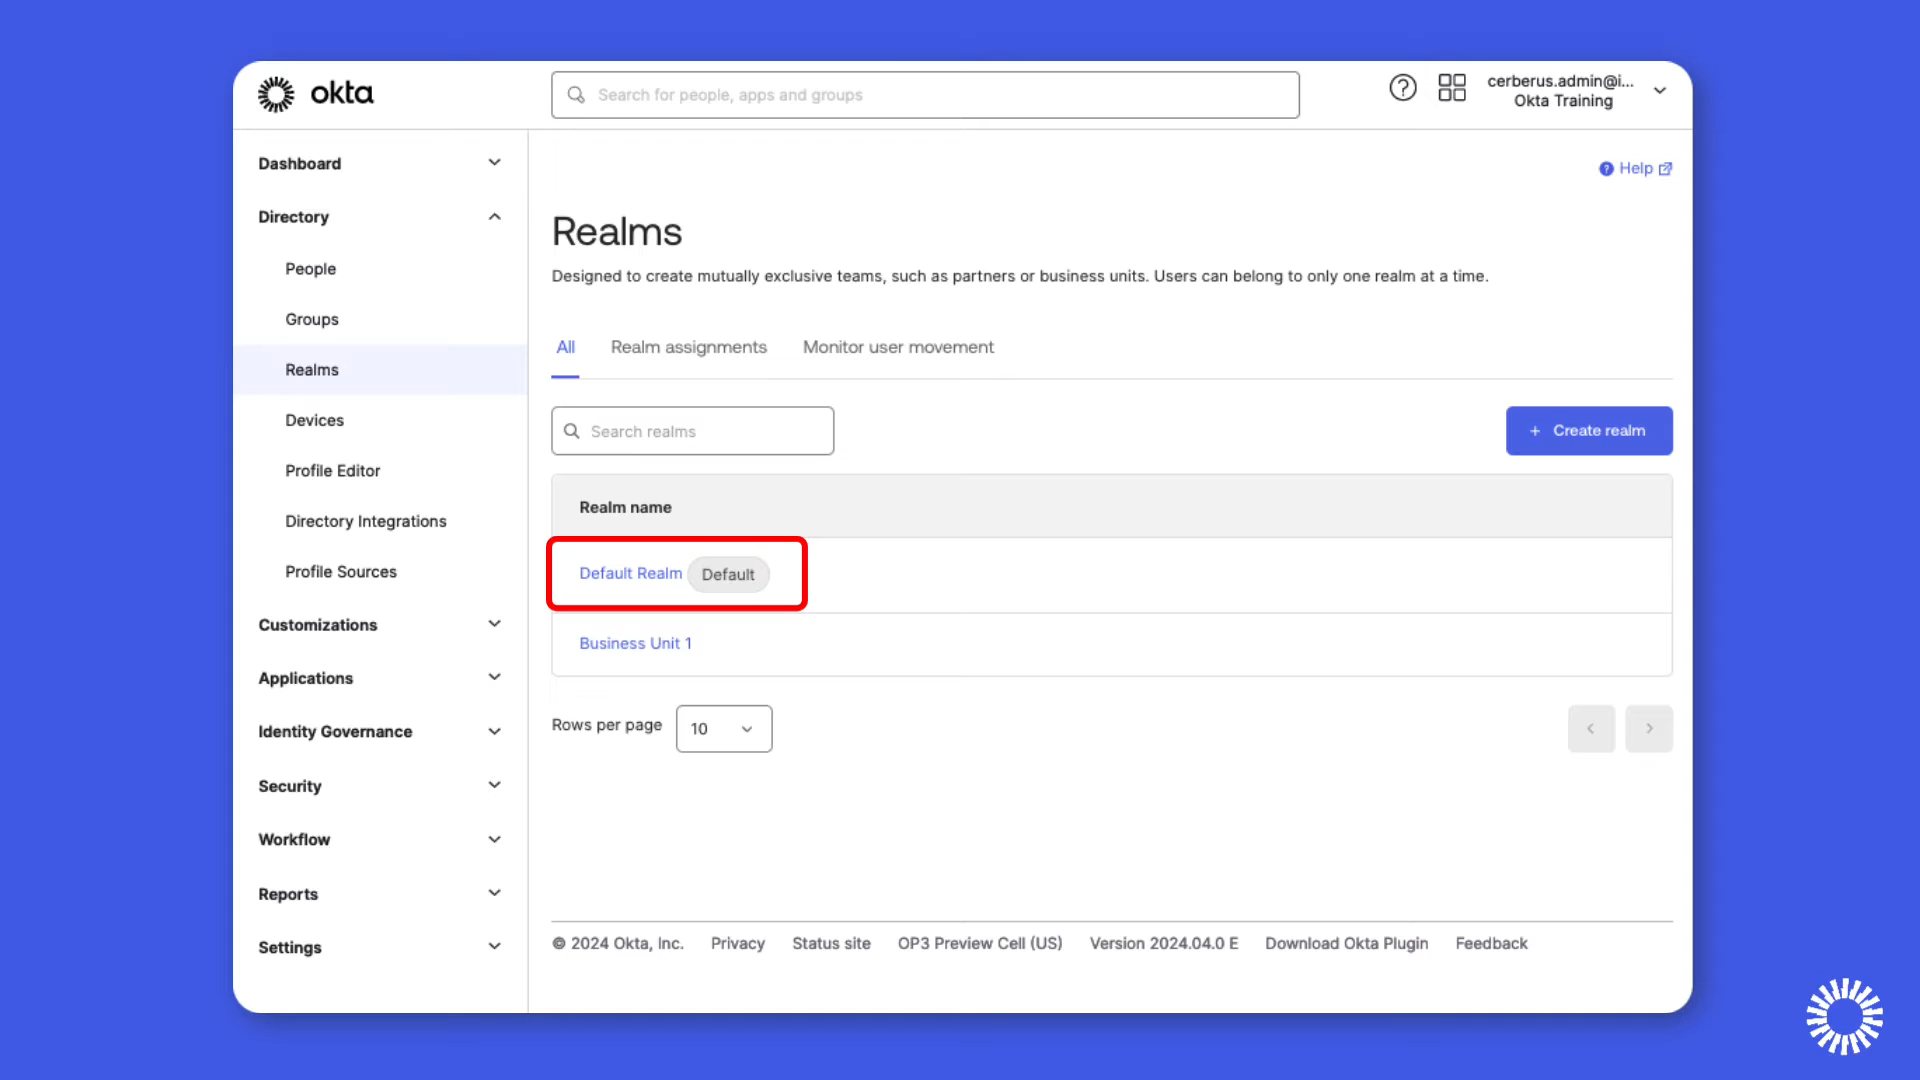 okta
Search for people, apps and groups
cerberus.admin@i...
Okta Training
Dashboard
Directory
People
Groups
Realms
Devices
Profile Editor
Directory Integrations
Profile Sources
Customizations
Applications
Identity Governance
Security
Workflow
Reports
Settings
Help
Realms
Designed to create mutually exclusive teams, such as partners or business units. Users can belong to only one realm at a time.
All Realm assignments Monitor user movement
Search realms
+ Create realm
Realm name
Default Realm Default
Business Unit 1
Rows per page 10
© 2024 Okta, Inc. Privacy Status site OP3 Preview Cell (US) Version 2024.04.0 E Download Okta Plugin Feedback